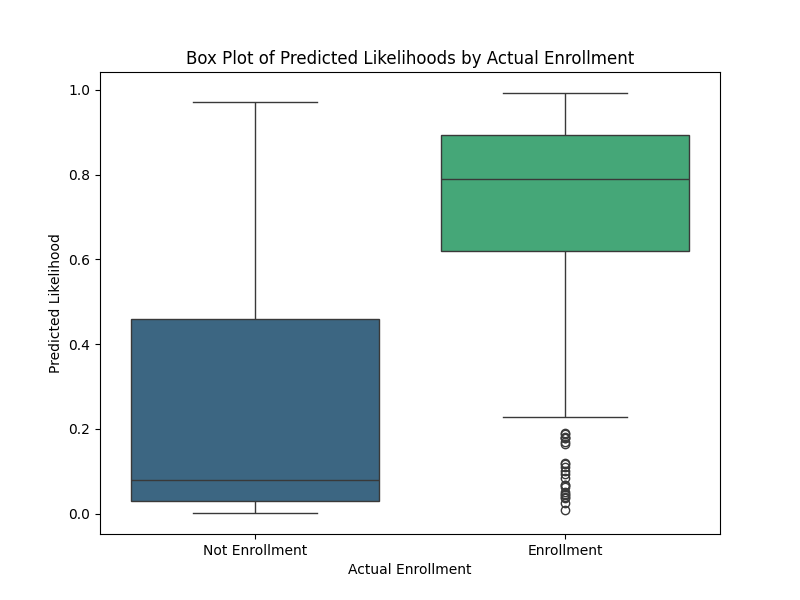 Box Plot of Predicted Likelihoods by Actual Enrollment
Predicted Likelihood
1.0
0.8
0.6
0.4
0.2
0.0
Not Enrollment
Enrollment
Actual Enrollment